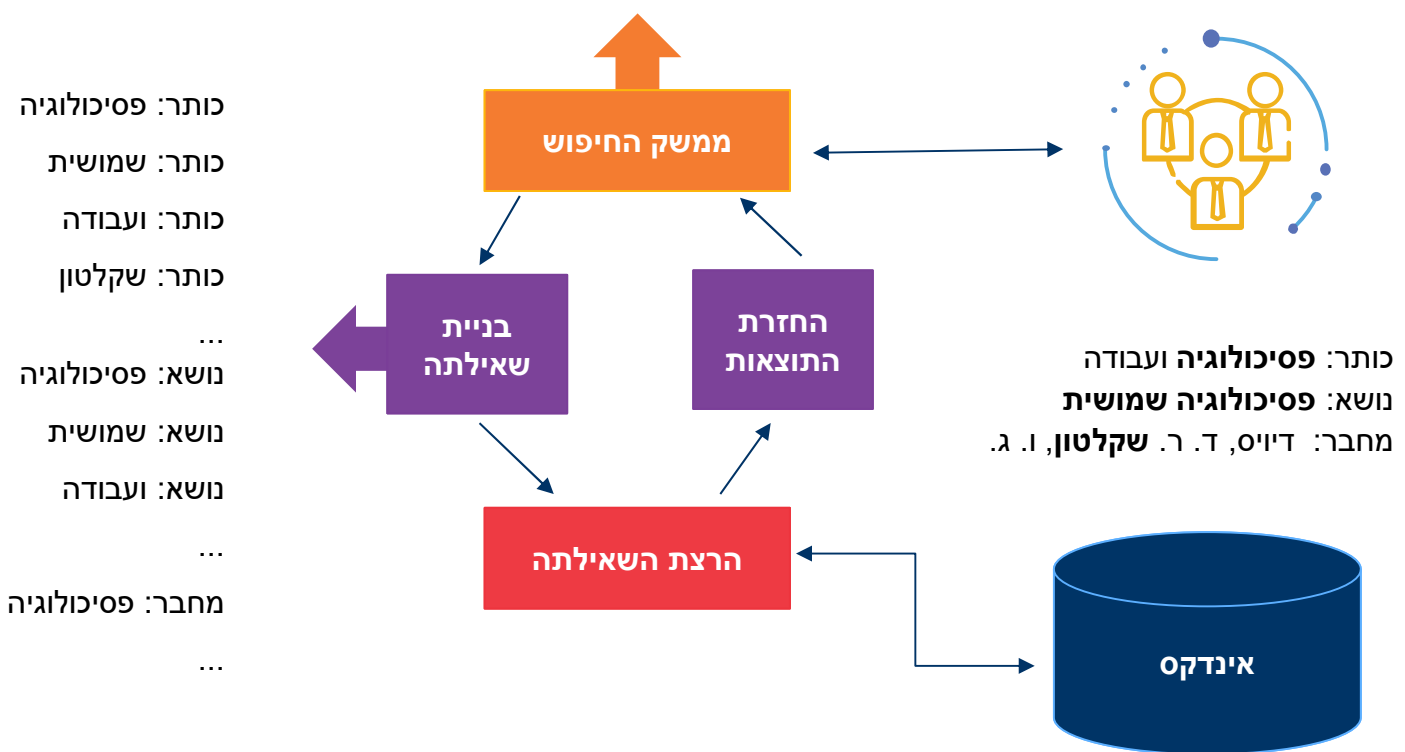 כותר: פסיכולוגיה
כותר: שמושית
כותר: ועבודה
כותר: שקלטון
...
נושא: פסיכולוגיה
נושא: שמושית
נושא: ועבודה
...
מחבר: פסיכולוגיה
...
ממשק החיפוש
בניית
שאילתה
החזרת
התוצאות
הרצת השאילתה
כותר: פסיכולוגיה ועבודה
נושא: פסיכולוגיה שמושית
מחבר: דיויס, ד. ר. שקלטון, ו. ג.
אינדקס